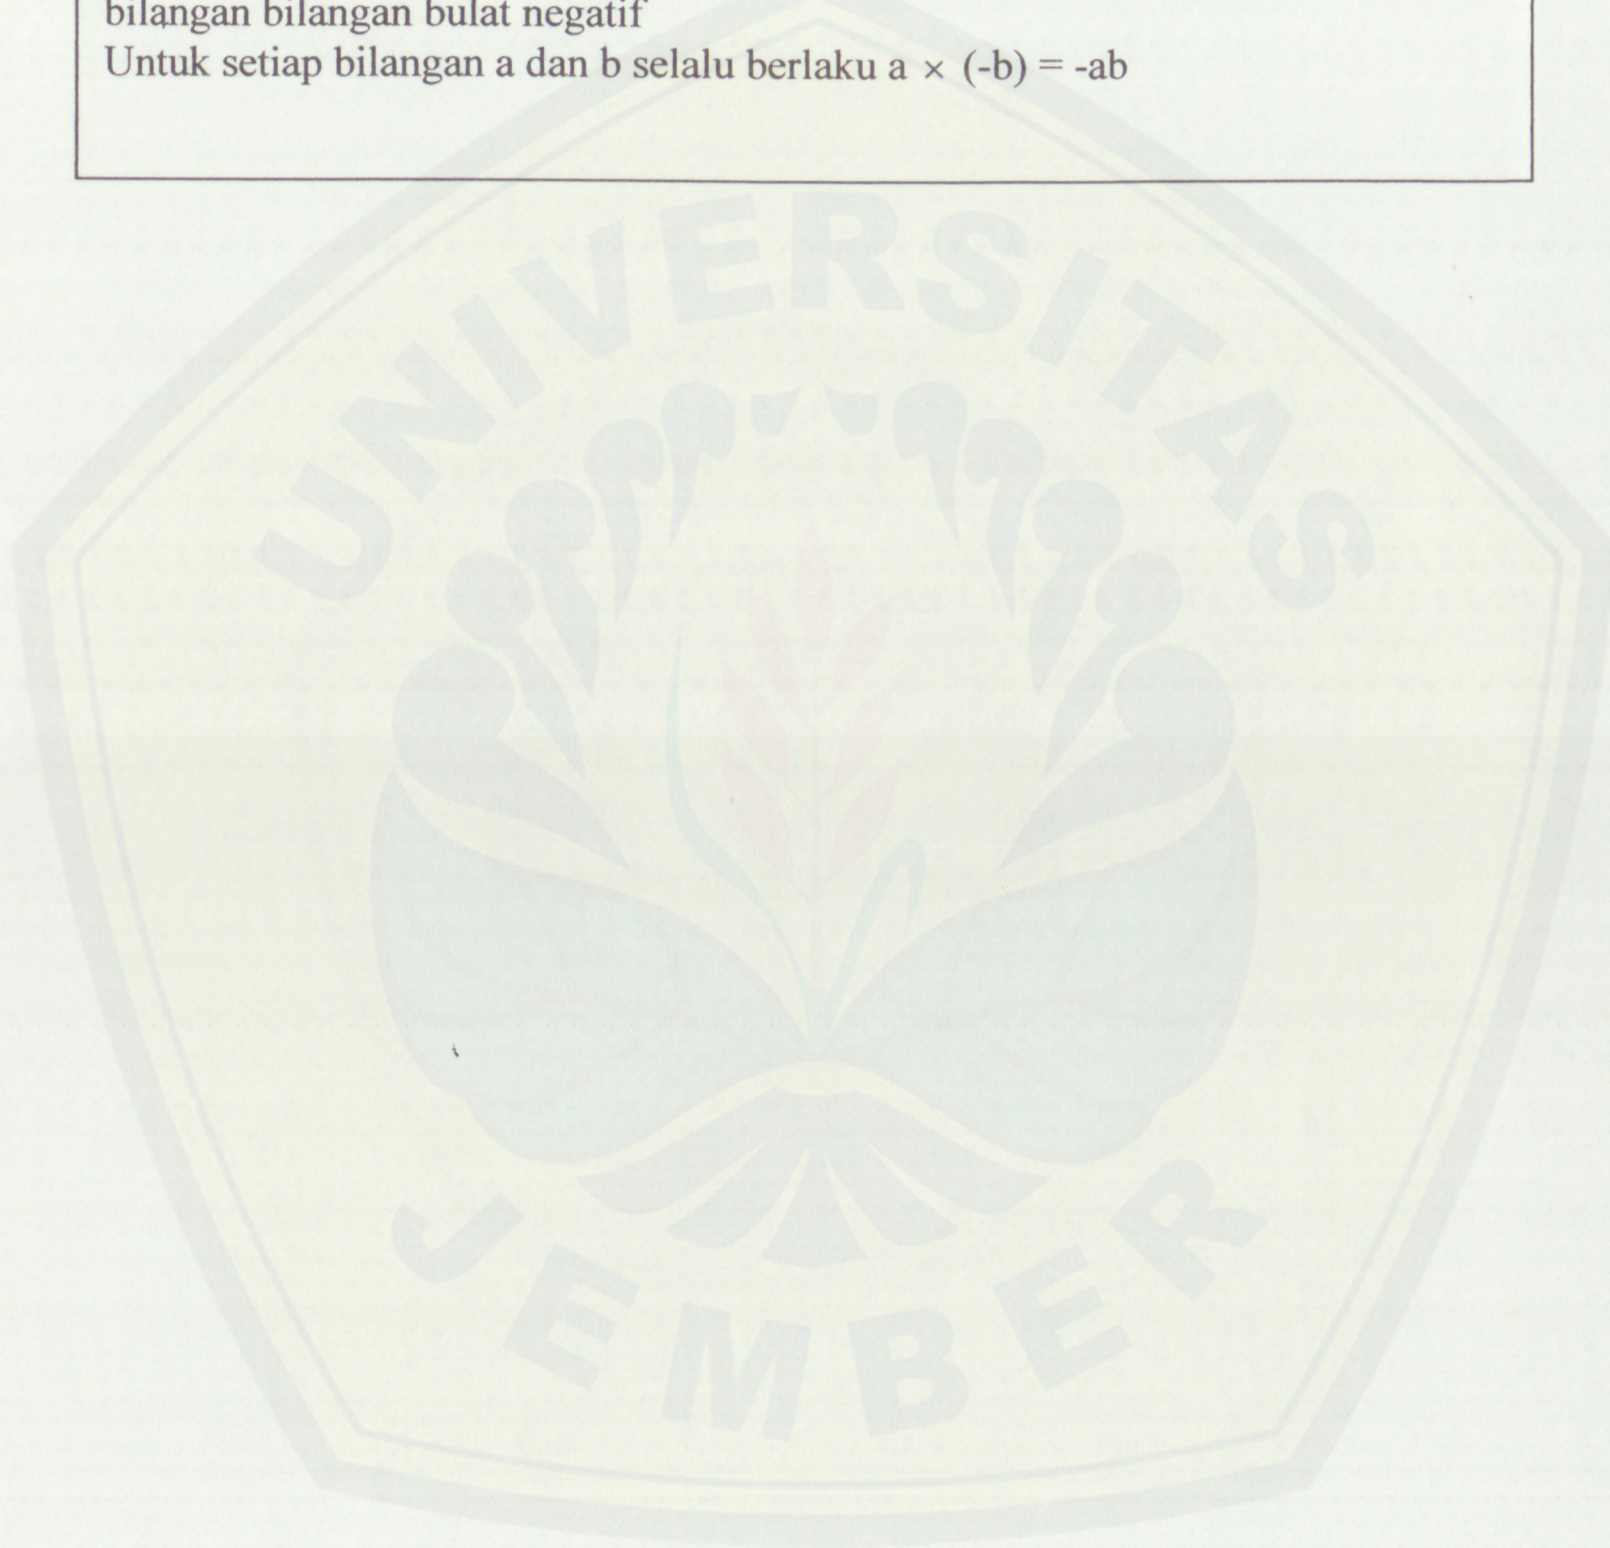 bilangan bilangan bulat negatif
Untuk setiap bilangan a dan b selalu berlaku a × (-b) = -ab
UNIVERSITAS
JEMBER